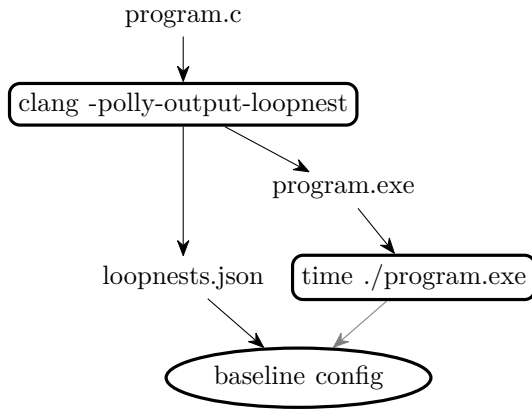 program.c
clang -polly-output-loopnest
program.exe
loopnests.json
time ./program.exe
baseline config